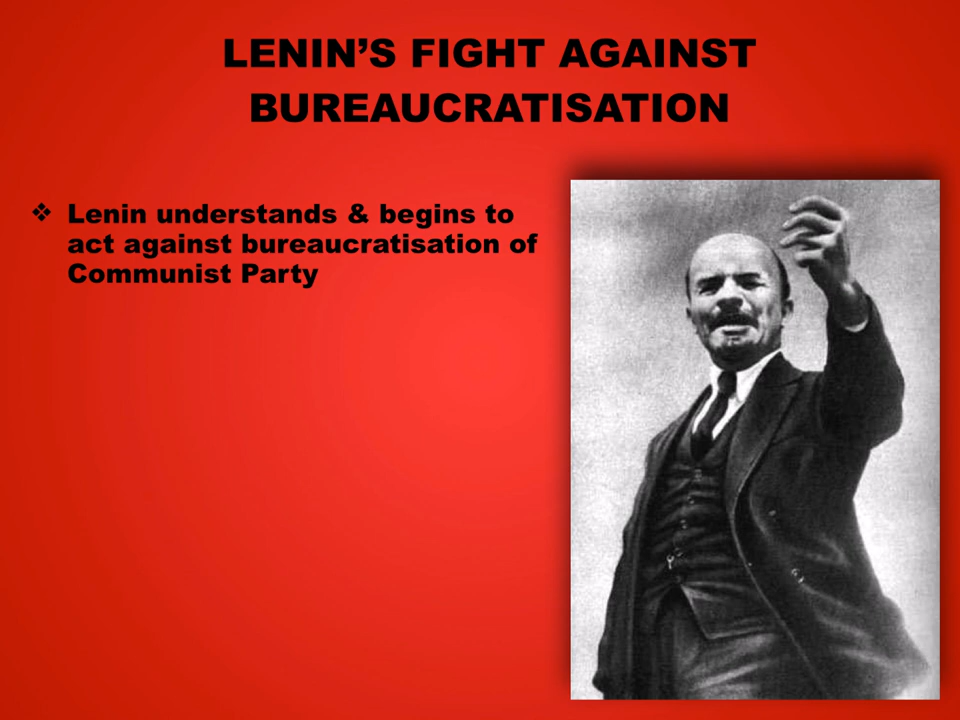 LENIN’S FIGHT AGAINST
BUREAUCRATISATION
❖ Lenin understands & begins to
act against bureaucratisation of
Communist Party